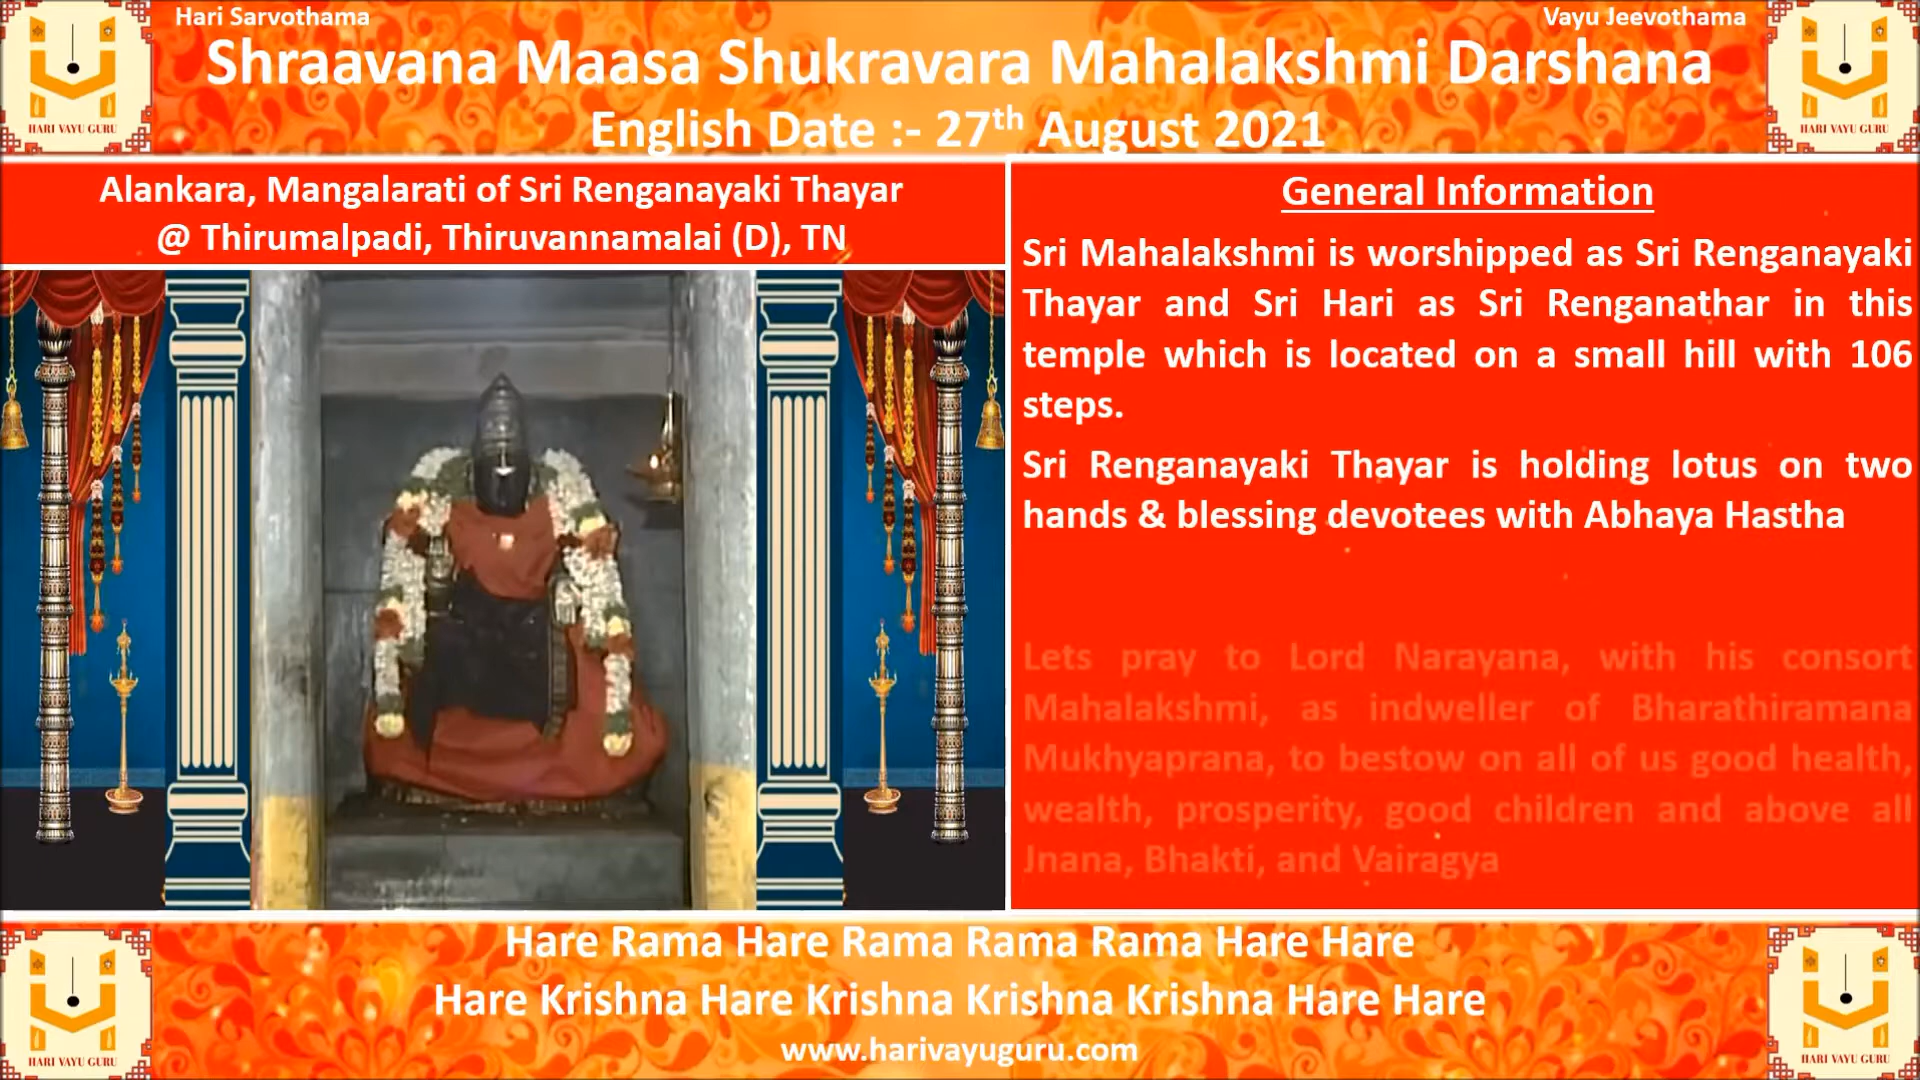 Hari Sarvothama
Vayu Jeevothama
Shraavana Maasa Shukravara Mahalakshmi Darshana
English Date :- 27th August 2021
HARI VAYU GURU
HARI VAYU GURU
Alankara, Mangalarati of Sri Renganayaki Thayar
@ Thirumalpadi, Thiruvannamalai (D), TN
General Information
Sri Mahalakshmi is worshipped as Sri Renganayaki
Thayar and Sri Hari as Sri Renganathar in this
temple which is located on a small hill with 106
steps.
Sri Renganayaki Thayar is holding lotus on two
hands & blessing devotees with Abhaya Hastha
Lets pray to Lord Narayana, with his consort
Mahalakshmi, as indweller of Bharathiramana
Mukhyaprana, to bestow on all of us good health,
wealth, prosperity, good children and above all
Jnana, Bhakti, and Vairagya
Hare Rama Hare Rama Rama Rama Hare Hare
Hare Krishna Hare Krishna Krishna Krishna Hare Hare
www.harivayuguru.com
HARI VAYU GURU
HARI VAYU GURU